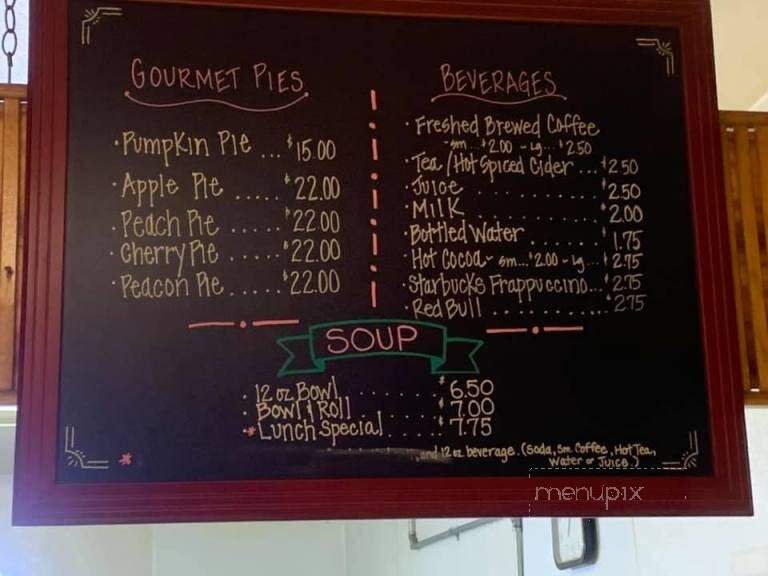 GOURMET PIES
• Pumpkin Pie ... $15.00
• Apple Pie ..... $22.00
• Peach Pie ..... $22.00
• Cherry Pie ..... $22.00
• Peacon Pie ..... $22.00
BEVERAGES
• Freshed Brewed Coffee
- sm... $2.00 - Lg... $2.50
• Tea / Hot Spiced Cider ... $2.50
• Juice .......... $2.50
• Milk .......... $2.00
• Bottled Water ....... $1.75
• Hot Cocoa - sm... $2.00 - Lg... $2.75
• Starbucks Frappuccino... $2.75
• Red Bull ........... $2.75
SOUP
• 12 oz Bowl ....... $6.50
• Bowl & Roll ...... $7.00
* Lunch Special ..... $7.75
* , and 12 oz beverage. (Soda, Sm. Coffee, Hot Tea,
Water or Juice.)
menupix